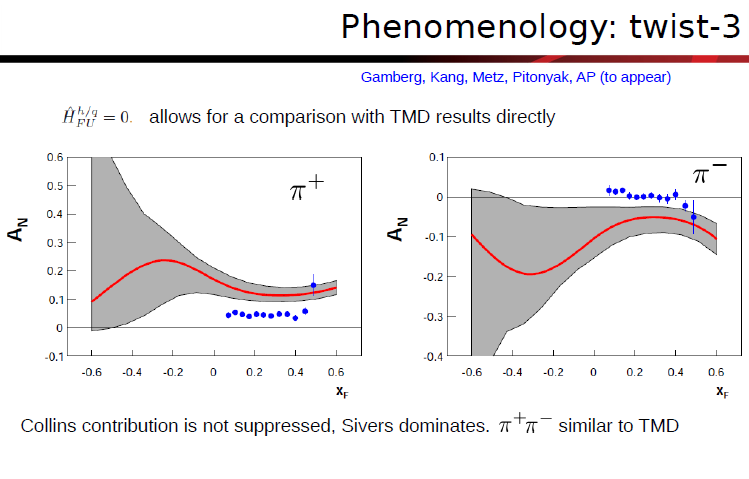 Phenomenology: twist-3
Gamberg, Kang, Metz, Pitonyak, AP (to appear)
Ĥ_{FU}^{h/q} = 0. allows for a comparison with TMD results directly
0.6
0.5
0.4
0.3
0.2
0.1
0
-0.1
A_N
π⁺
-0.6 -0.4 -0.2 0 0.2 0.4 0.6
x_F
0.1
0
-0.1
-0.2
-0.3
-0.4
A_N
π⁻
-0.6 -0.4 -0.2 0 0.2 0.4 0.6
x_F
Collins contribution is not suppressed, Sivers dominates. π⁺π⁻ similar to TMD